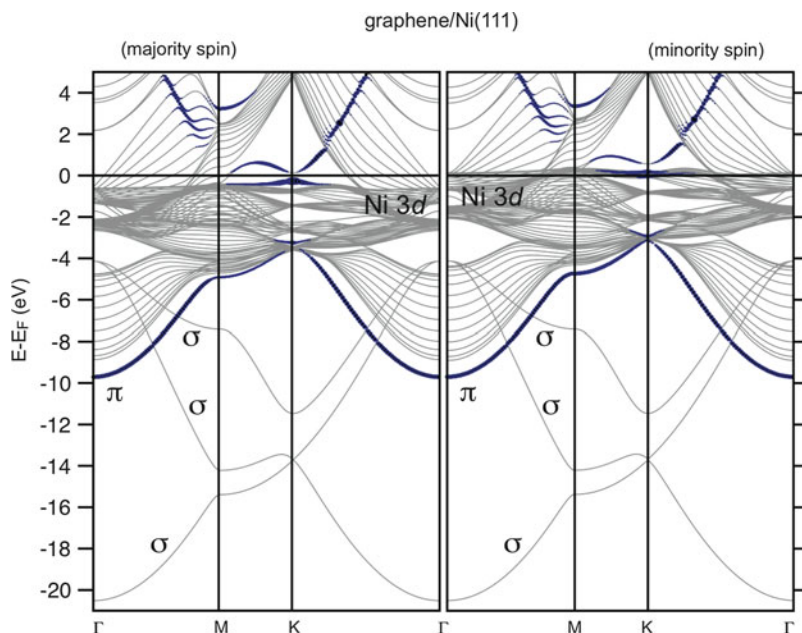 graphene/Ni(111)
(majority spin)
(minority spin)
E-E_F (eV)
4
2
0
-2
-4
-6
-8
-10
-12
-14
-16
-18
-20
Ni 3d
σ
π
σ
σ
Γ M K Γ
Ni 3d
σ
π
σ
σ
Γ M K Γ